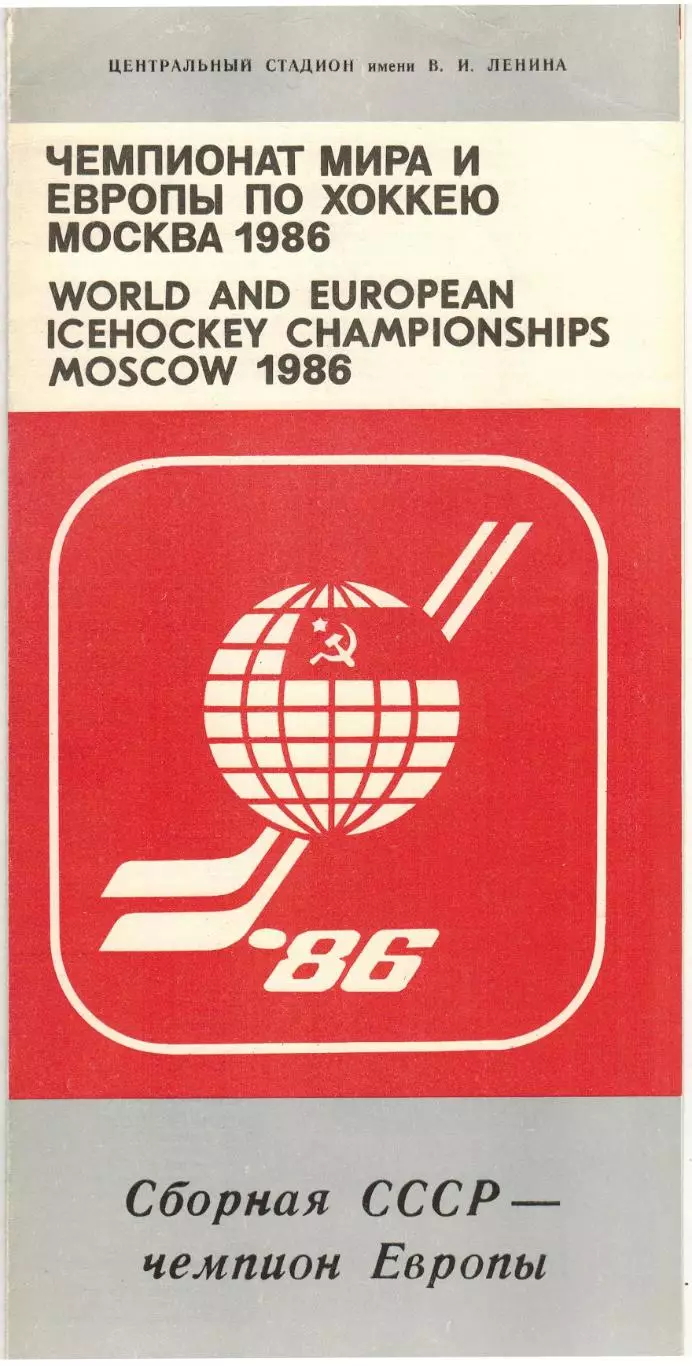 ЦЕНТРАЛЬНЫЙ СТАДИОН имени В. И. ЛЕНИНА
ЧЕМПИОНАТ МИРА И
ЕВРОПЫ ПО ХОККЕЮ
МОСКВА 1986
WORLD AND EUROPEAN
ICEHOCKEY CHAMPIONSHIPS
MOSCOW 1986
'86
Сборная СССР —
чемпион Европы